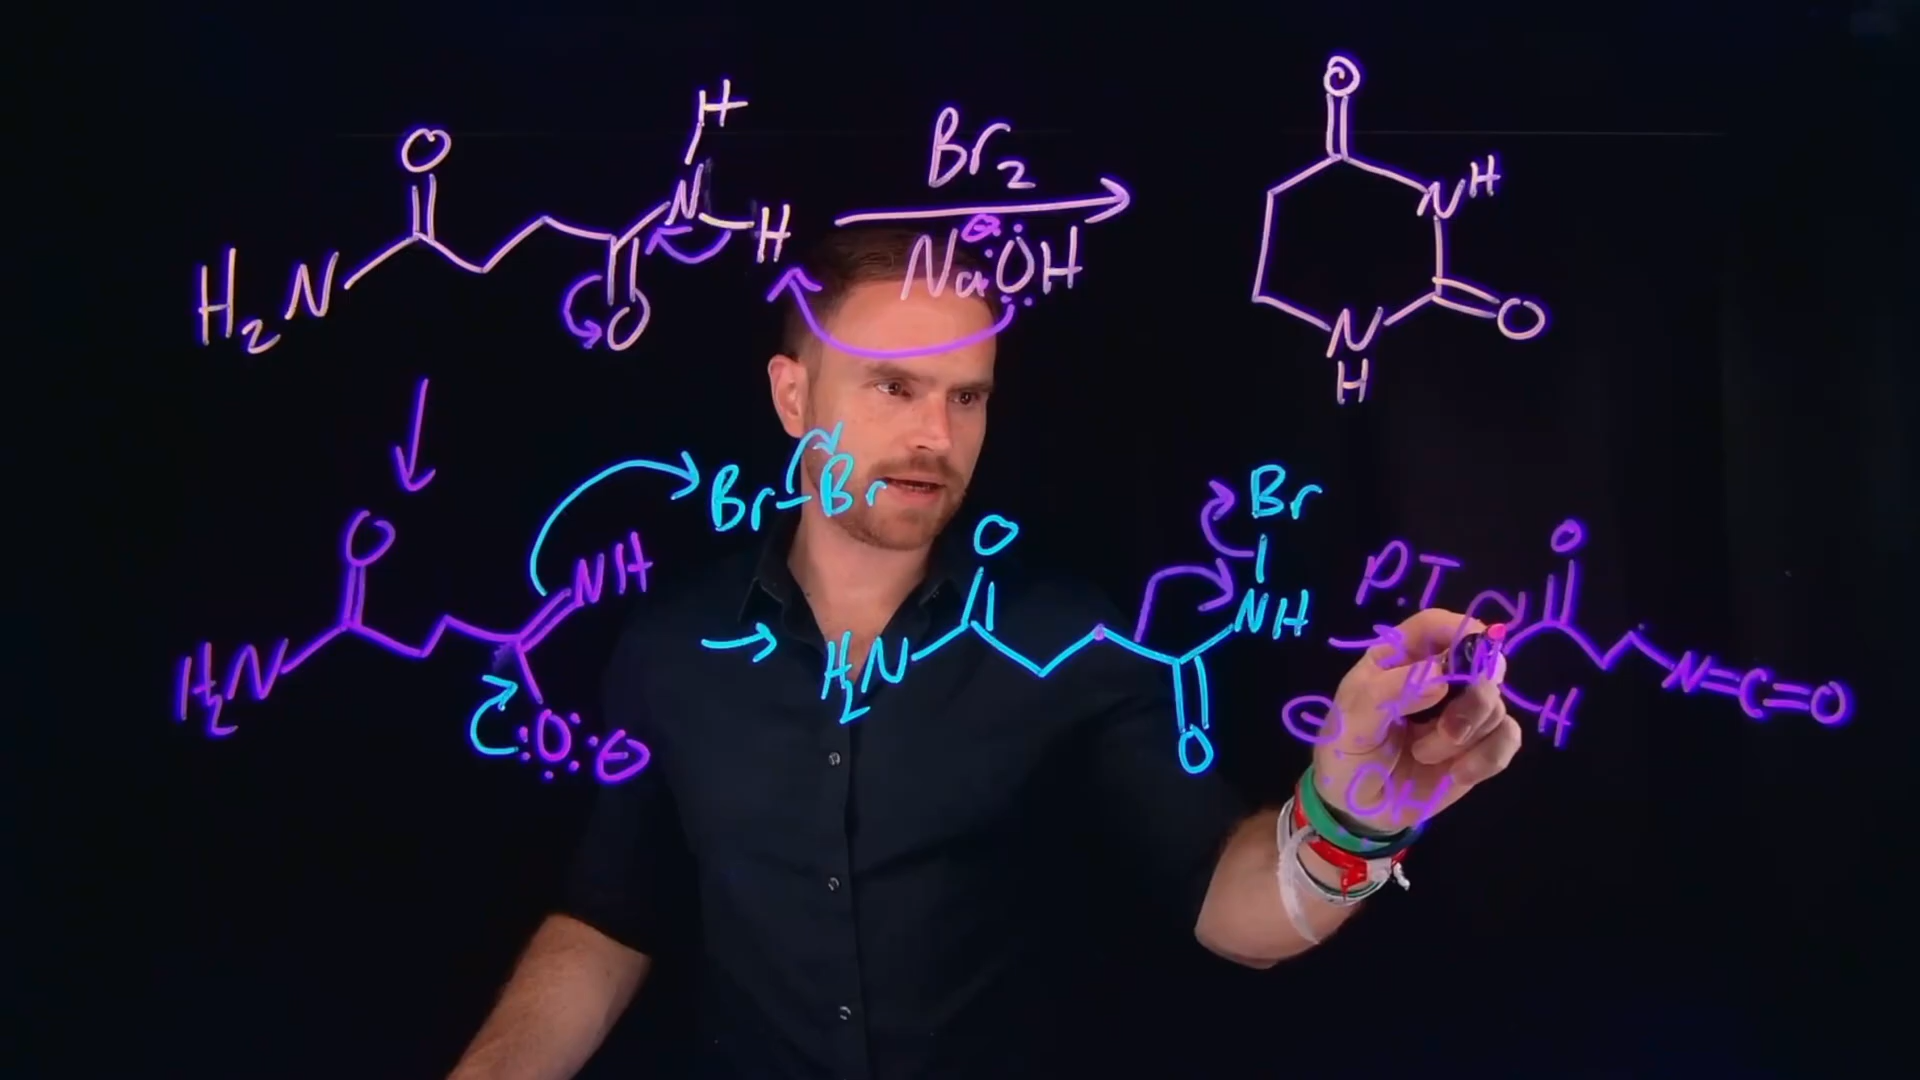 O
H
N
H
O
H₂N
Br₂
NaOH
⊖
O
NH
O
N
H
O
NH
O ⊖
H₂N
Br-Br
O
Br
NH
O
H₂N
P.T
O
H
N=C=O
⊖
OH